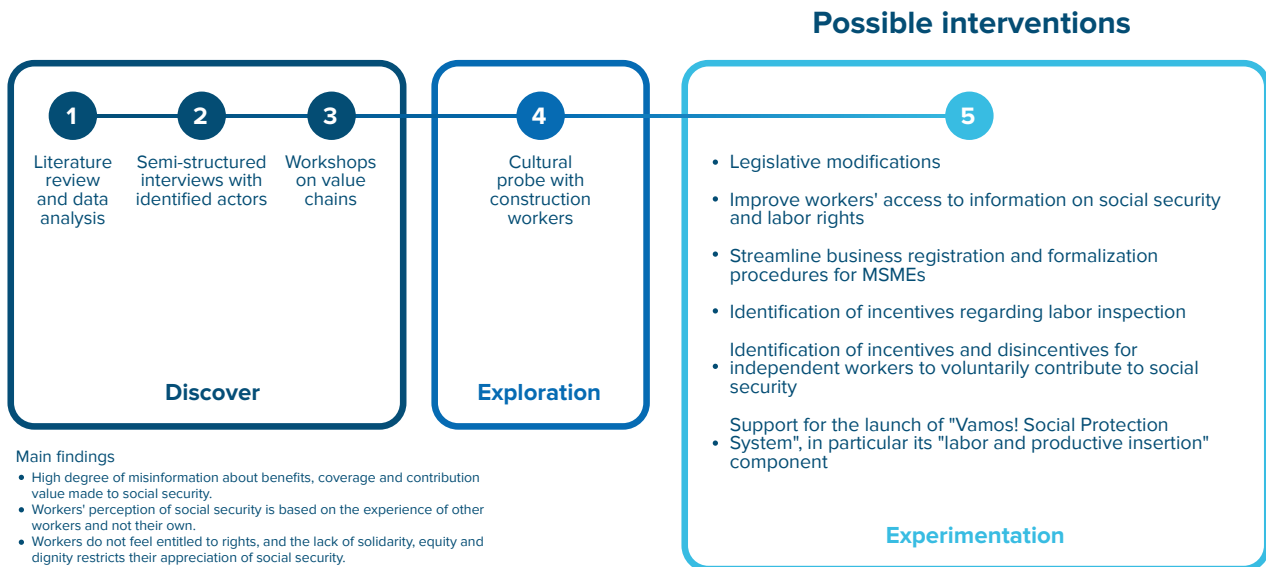 Possible interventions
1
2
3
4
5
Literature
review
and data
analysis
Semi-structured
interviews with
identified actors
Workshops
on value
chains
Discover
Cultural
probe with
construction
workers
Exploration
• Legislative modifications
• Improve workers' access to information on social security
and labor rights
• Streamline business registration and formalization
procedures for MSMEs
• Identification of incentives regarding labor inspection
Identification of incentives and disincentives for
• independent workers to voluntarily contribute to social
security
Support for the launch of "Vamos! Social Protection
• System", in particular its "labor and productive insertion"
component
Experimentation
Main findings
• High degree of misinformation about benefits, coverage and contribution
value made to social security.
• Workers' perception of social security is based on the experience of other
workers and not their own.
• Workers do not feel entitled to rights, and the lack of solidarity, equity and
dignity restricts their appreciation of social security.